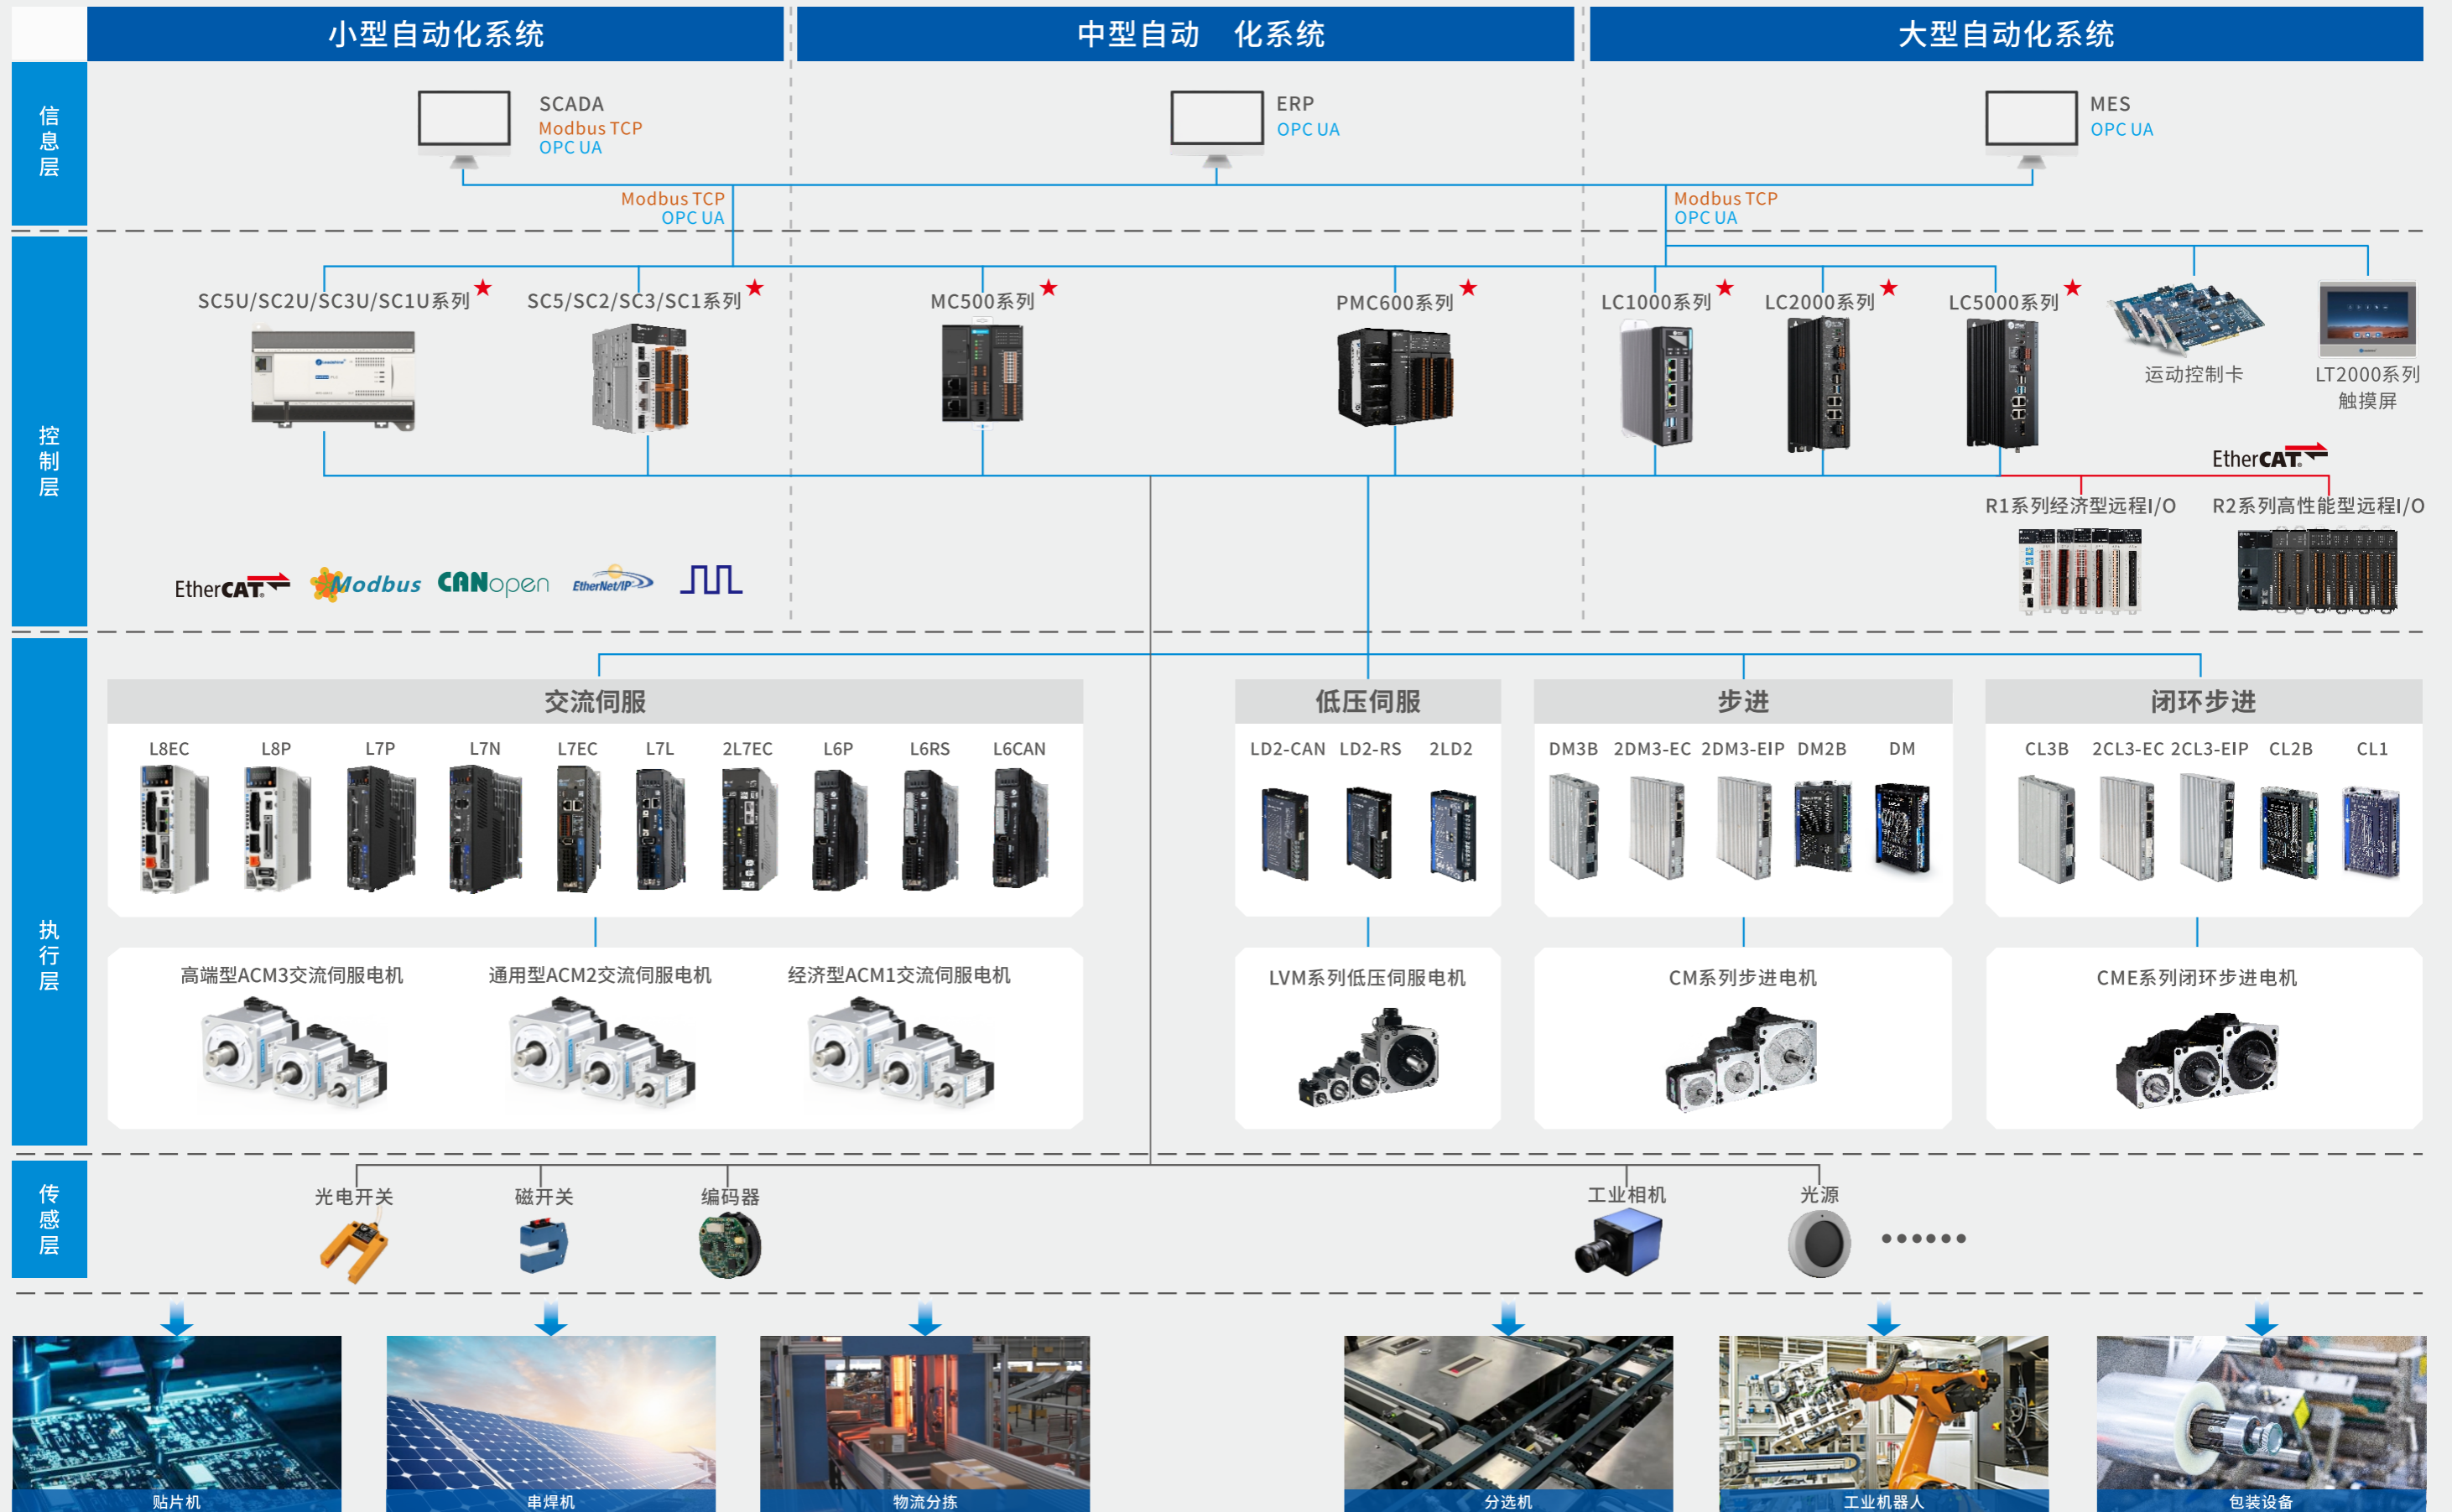 小型自动化系统
中型自动 化系统
大型自动化系统
信息层
SCADA
Modbus TCP
OPC UA
ERP
OPC UA
MES
OPC UA
Modbus TCP
OPC UA
Modbus TCP
OPC UA
控制层
SC5U/SC2U/SC3U/SC1U系列
SC5/SC2/SC3/SC1系列
MC500系列
PMC600系列
LC1000系列
LC2000系列
LC5000系列
运动控制卡
LT2000系列
触摸屏
EtherCAT
R1系列经济型远程I/O
R2系列高性能型远程I/O
EtherCAT
Modbus
CANopen
EtherNet/IP
执行层
交流伺服
L8EC
L8P
L7P
L7N
L7EC
L7L
2L7EC
L6P
L6RS
L6CAN
低压伺服
LD2-CAN
LD2-RS
2LD2
步进
DM3B
2DM3-EC
2DM3-EIP
DM2B
DM
闭环步进
CL3B
2CL3-EC
2CL3-EIP
CL2B
CL1
高端型ACM3交流伺服电机
通用型ACM2交流伺服电机
经济型ACM1交流伺服电机
LVM系列低压伺服电机
CM系列步进电机
CME系列闭环步进电机
传感层
光电开关
磁开关
编码器
工业相机
光源
······
贴片机
串焊机
物流分拣
分选机
工业机器人
包装设备